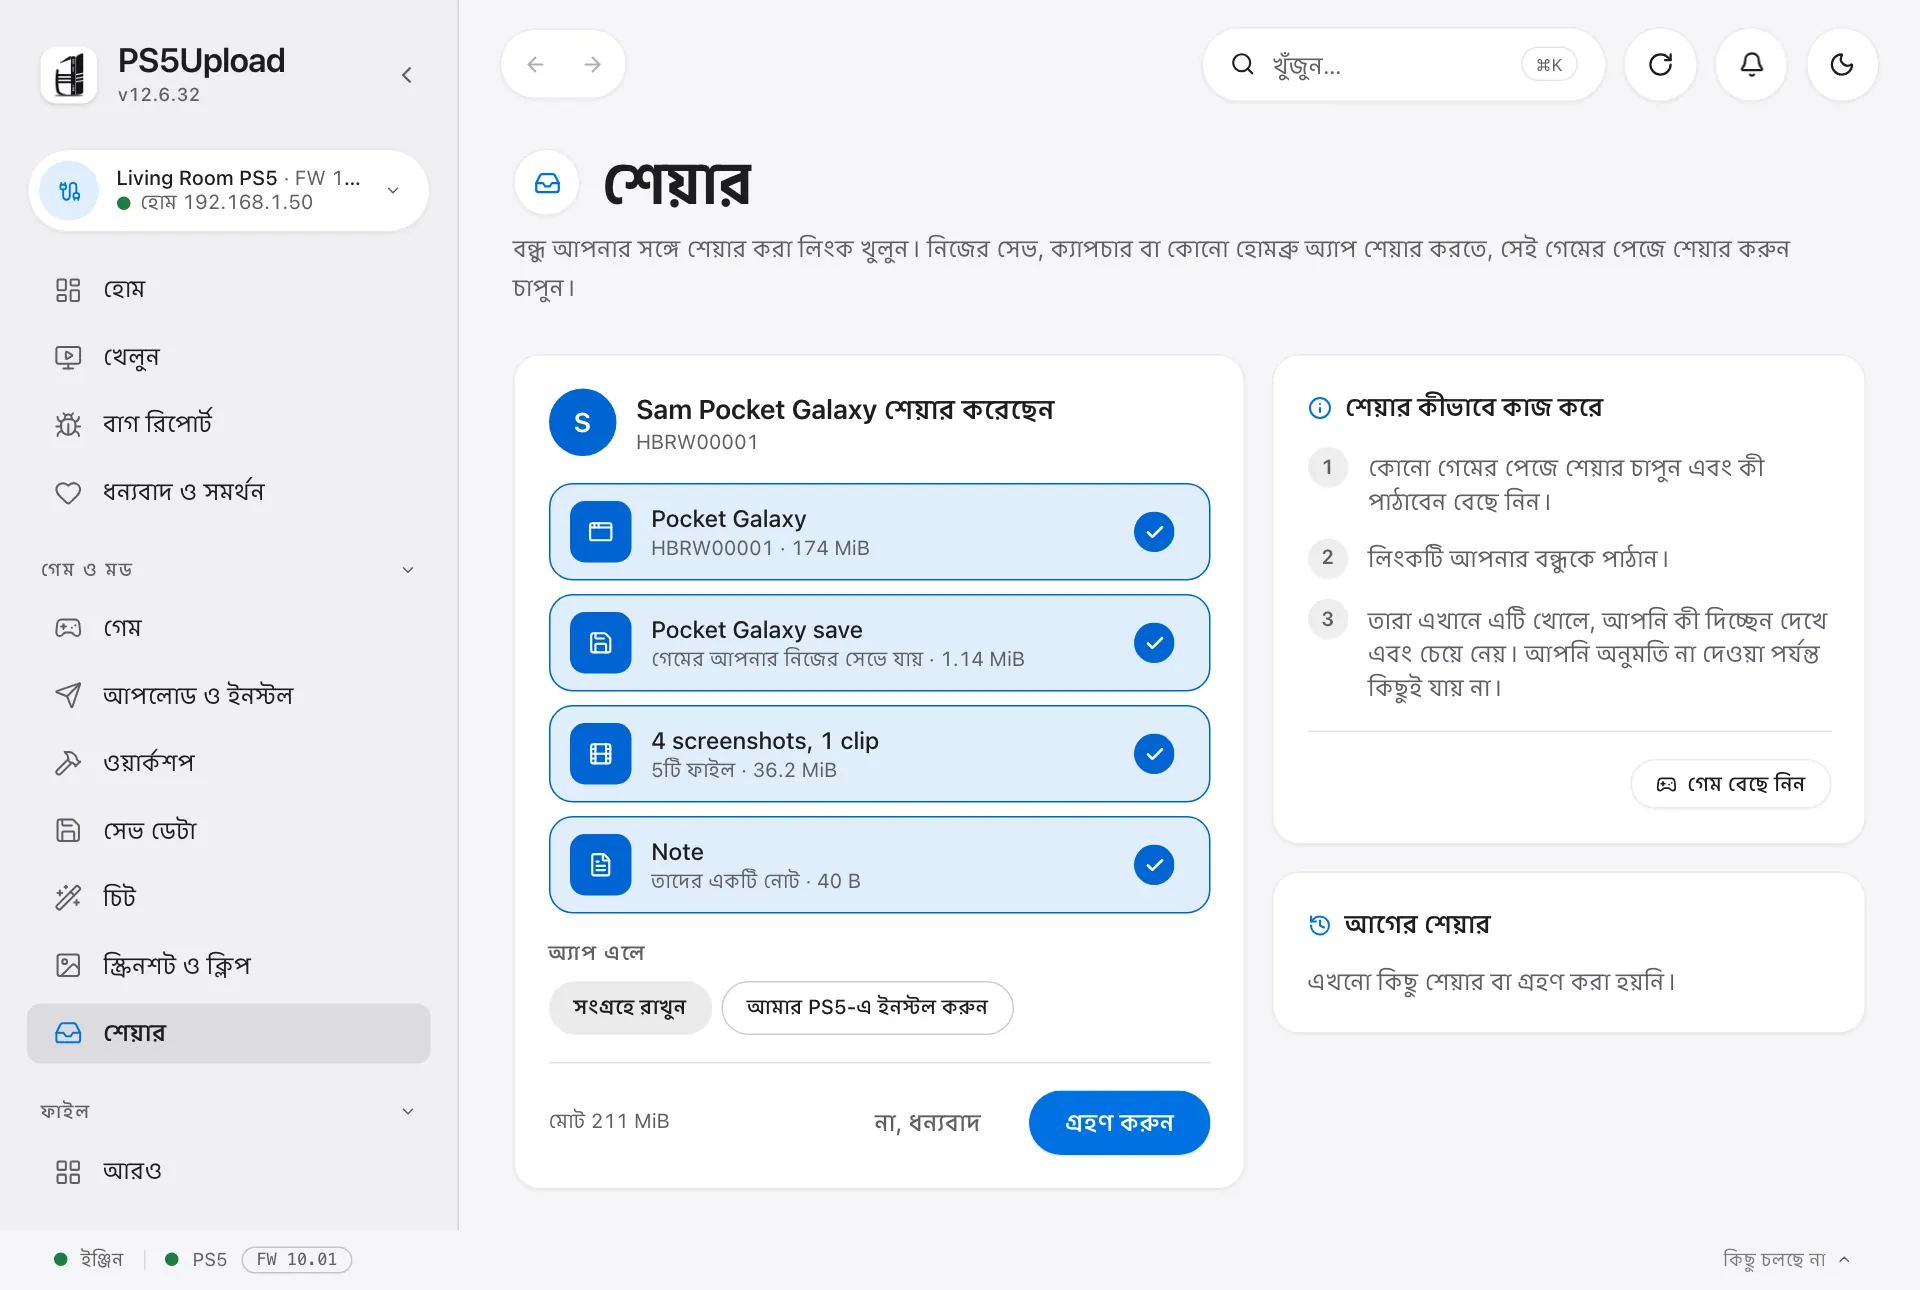 PS5Upload
v12.6.32
Living Room PS5 · FW 1...
হোম 192.168.1.50
হোম
খেলুন
বাগ রিপোর্ট
ধন্যবাদ ও সমর্থন
গেম ও মড
গেম
আপলোড ও ইনস্টল
ওয়ার্কশপ
সেভ ডেটা
চিট
স্ক্রিনশট ও ক্লিপ
শেয়ার
ফাইল
আরও
ইঞ্জিন
PS5
FW 10.01
খুঁজুন...
⌘K
শেয়ার
বন্ধু আপনার সঙ্গে শেয়ার করা লিংক খুলুন। নিজের সেভ, ক্যাপচার বা কোনো হোমব্রু অ্যাপ শেয়ার করতে, সেই গেমের পেজে শেয়ার করুন
চাপুন।
S
Sam Pocket Galaxy শেয়ার করেছেন
HBRW00001
Pocket Galaxy
HBRW00001 · 174 MiB
Pocket Galaxy save
গেমের আপনার নিজের সেভে যায় · 1.14 MiB
4 screenshots, 1 clip
5টি ফাইল · 36.2 MiB
Note
তাদের একটি নোট · 40 B
অ্যাপ এলে
সংগ্রহে রাখুন
আমার PS5-এ ইনস্টল করুন
মোট 211 MiB
না, ধন্যবাদ
গ্রহণ করুন
শেয়ার কীভাবে কাজ করে
1
কোনো গেমের পেজে শেয়ার চাপুন এবং কী
পাঠাবেন বেছে নিন।
2
লিংকটি আপনার বন্ধুকে পাঠান।
3
তারা এখানে এটি খোলে, আপনি কী দিচ্ছেন দেখে
এবং চেয়ে নেয়। আপনি অনুমতি না দেওয়া পর্যন্ত
কিছুই যায় না।
গেম বেছে নিন
আগের শেয়ার
এখনো কিছু শেয়ার বা গ্রহণ করা হয়নি।
কিছু চলছে না